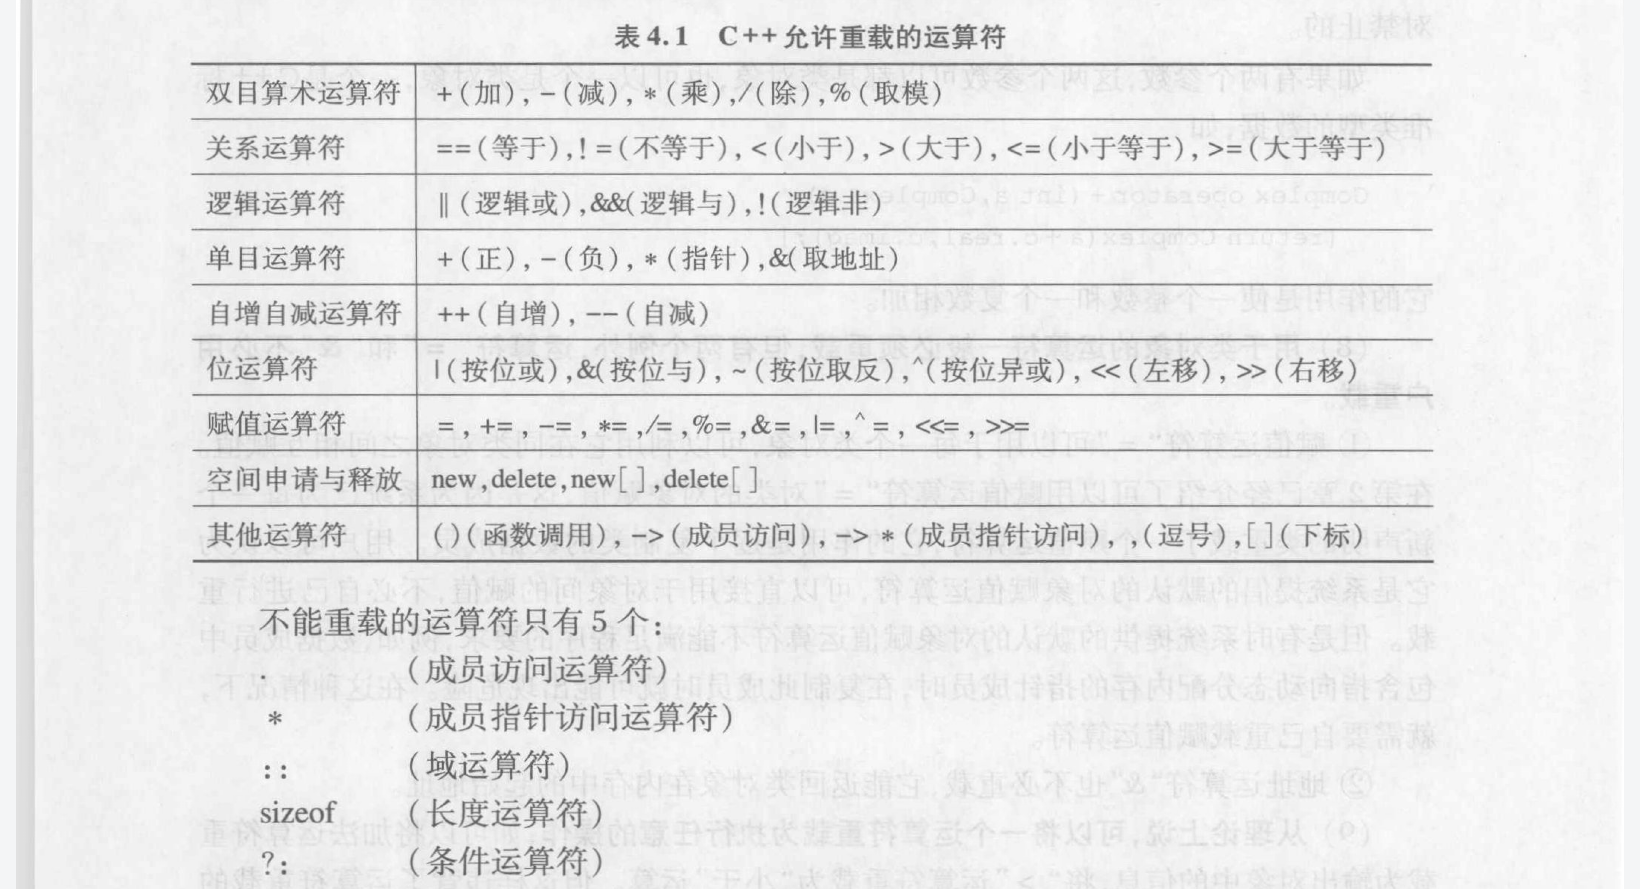 表 4.1 C++允许重载的运算符
双目算术运算符 +(加),-(减),*(乘),/(除),%(取模)
关系运算符 ==(等于),!=(不等于),<(小于),>(大于),<=(小于等于),>=(大于等于)
逻辑运算符 ||(逻辑或),&&(逻辑与),!(逻辑非)
单目运算符 +(正),-(负),*(指针),&(取地址)
自增自减运算符 ++(自增),--(自减)
位运算符 |(按位或),&(按位与),~(按位取反),^(按位异或),<<(左移),>>(右移)
赋值运算符 =,+=,-=,*=,/=,%=,&=,|=,^=,<<=,>>=
空间申请与释放 new,delete,new[],delete[]
其他运算符 ()(函数调用),->(成员访问),->*(成员指针访问),,(逗号),[](下标)
不能重载的运算符只有 5 个:
. (成员访问运算符)
* (成员指针访问运算符)
:: (域运算符)
sizeof (长度运算符)
?: (条件运算符)